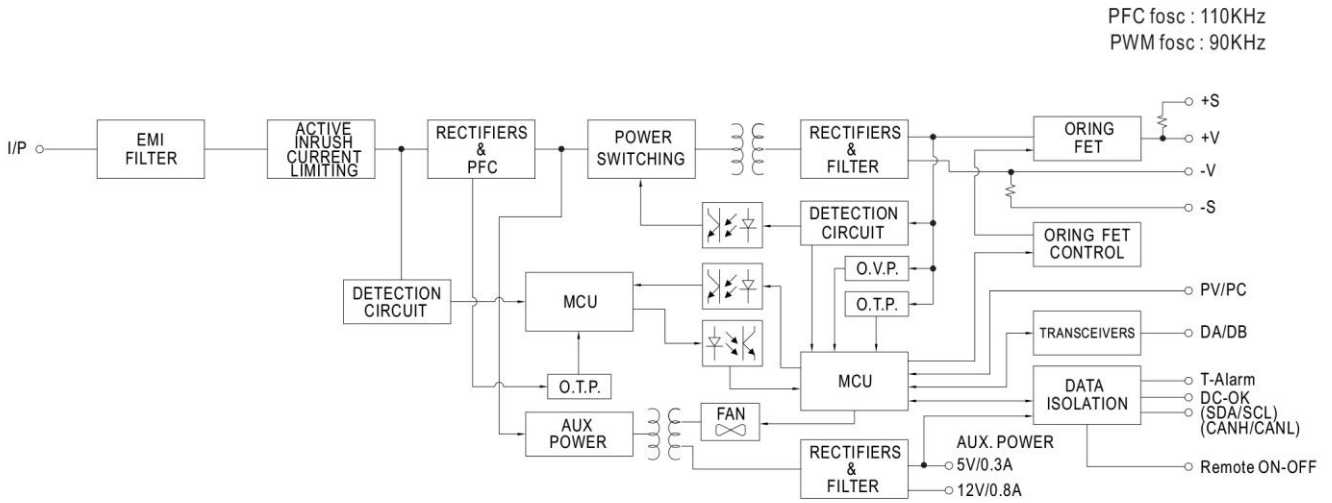 PFC fosc : 110KHz
PWM fosc : 90KHz
I/P
EMI
FILTER
ACTIVE
INRUSH
CURRENT
LIMITING
RECTIFIERS
&
PFC
POWER
SWITCHING
RECTIFIERS
&
FILTER
ORING
FET
+S
+V
-V
-S
DETECTION
CIRCUIT
ORING FET
CONTROL
O.V.P.
O.T.P.
DETECTION
CIRCUIT
MCU
PV/PC
TRANSCEIVERS
DA/DB
O.T.P.
MCU
DATA
ISOLATION
T-Alarm
DC-OK
(SDA/SCL)
(CANH/CANL)
AUX
POWER
FAN
RECTIFIERS
&
FILTER
AUX. POWER
5V/0.3A
12V/0.8A
Remote ON-OFF